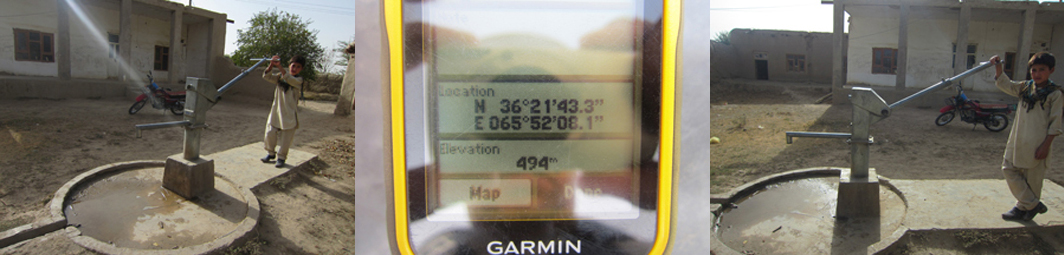 Location
N 36°21'43.3"
E 065°52'08.1"
Elevation
494m
Map
GARMIN